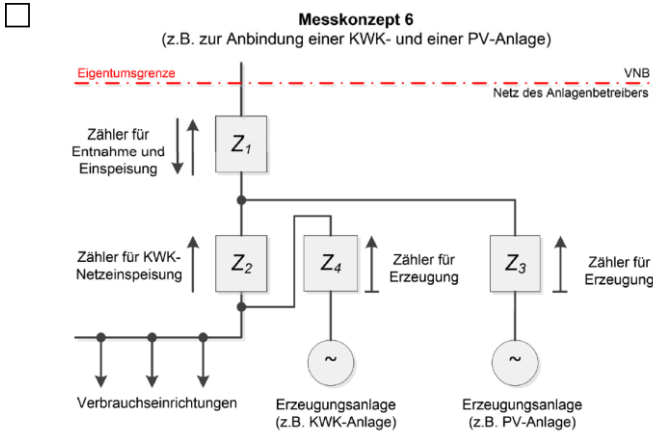 Messkonzept 6
(z.B. zur Anbindung einer KWK- und einer PV-Anlage)
Eigentumsgrenze
VNB
Netz des Anlagenbetreibers
Zähler für
Entnahme und
Einspeisung
Z1
Zähler für KWK-
Netzeinspeisung
Z2
Z4
Zähler für
Erzeugung
Z3
Zähler für
Erzeugung
~
~
Verbrauchseinrichtungen
Erzeugungsanlage
(z.B. KWK-Anlage)
Erzeugungsanlage
(z.B. PV-Anlage)